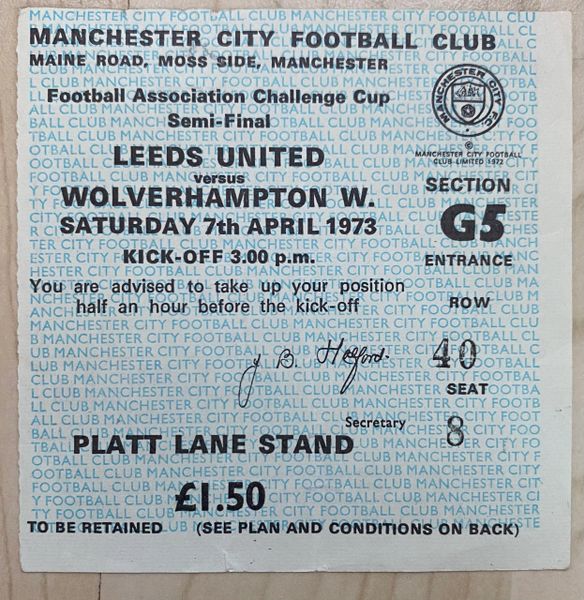 MANCHESTER CITY FOOTBALL CLUB
MAINE ROAD, MOSS SIDE, MANCHESTER
Football Association Challenge Cup
Semi-Final
LEEDS UNITED
versus
WOLVERHAMPTON W.
SATURDAY 7th APRIL 1973
KICK-OFF 3.00 p.m.
You are advised to take up your position
half an hour before the kick-off
J B. Halford.
Secretary
PLATT LANE STAND
£1.50
TO BE RETAINED (SEE PLAN AND CONDITIONS ON BACK)
MANCHESTER CITY F.C.
©
MANCHESTER CITY FOOTBALL
CLUB LIMITED 1972
SECTION
G5
ENTRANCE
ROW
40
SEAT
8